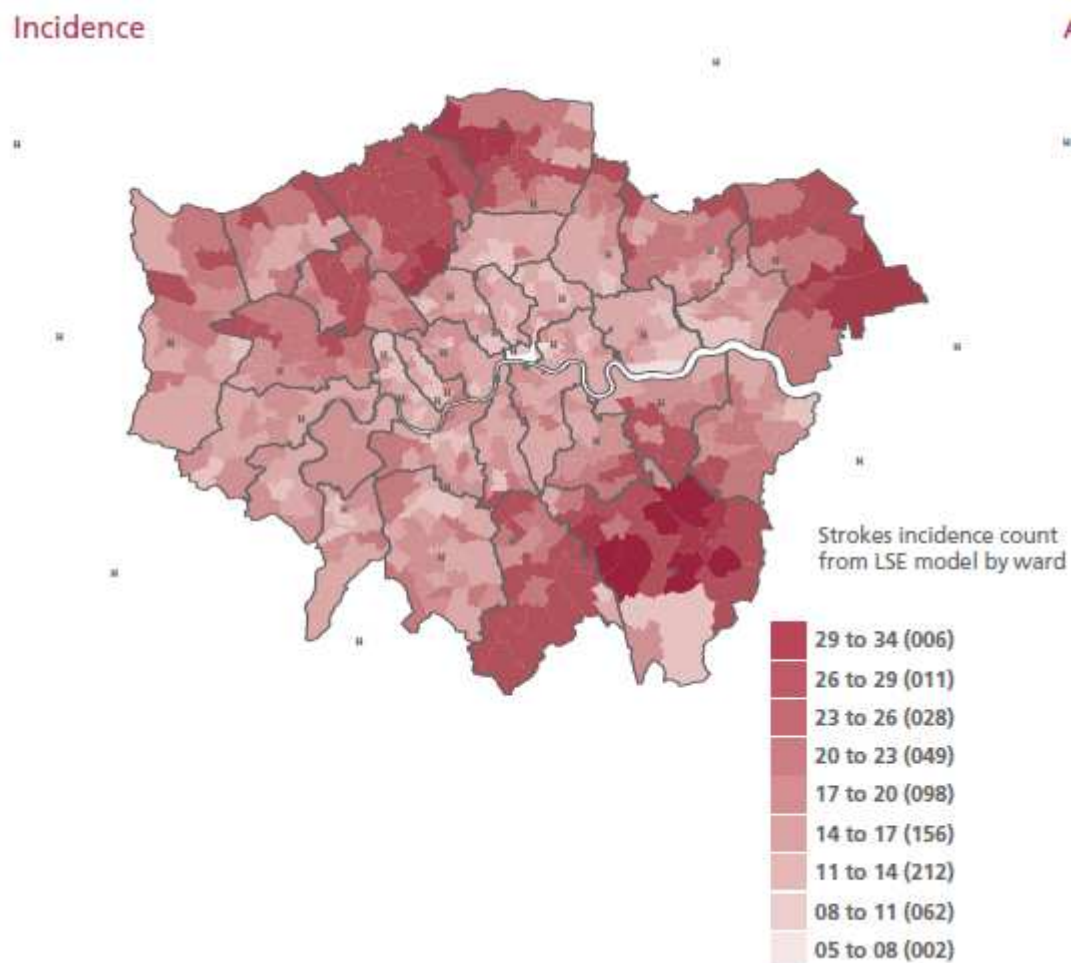 Incidence
A
Strokes incidence count
from LSE model by ward
29 to 34 (006)
26 to 29 (011)
23 to 26 (028)
20 to 23 (049)
17 to 20 (098)
14 to 17 (156)
11 to 14 (212)
08 to 11 (062)
05 to 08 (002)